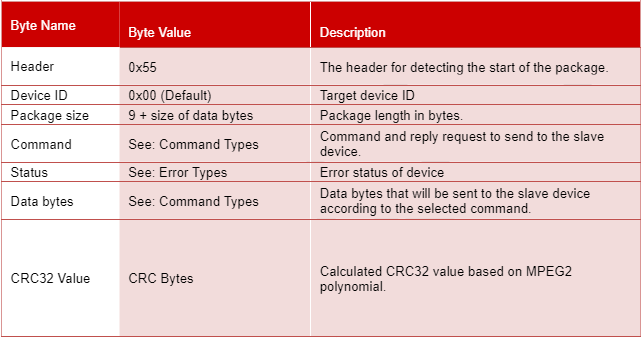 Byte Name Byte Value Description
Header 0x55 The header for detecting the start of the package.
Device ID 0x00 (Default) Target device ID
Package size 9 + size of data bytes Package length in bytes.
Command See: Command Types Command and reply request to send to the slave
device.
Status See: Error Types Error status of device
Data bytes See: Command Types Data bytes that will be sent to the slave device
according to the selected command.
CRC32 Value CRC Bytes Calculated CRC32 value based on MPEG2
polynomial.